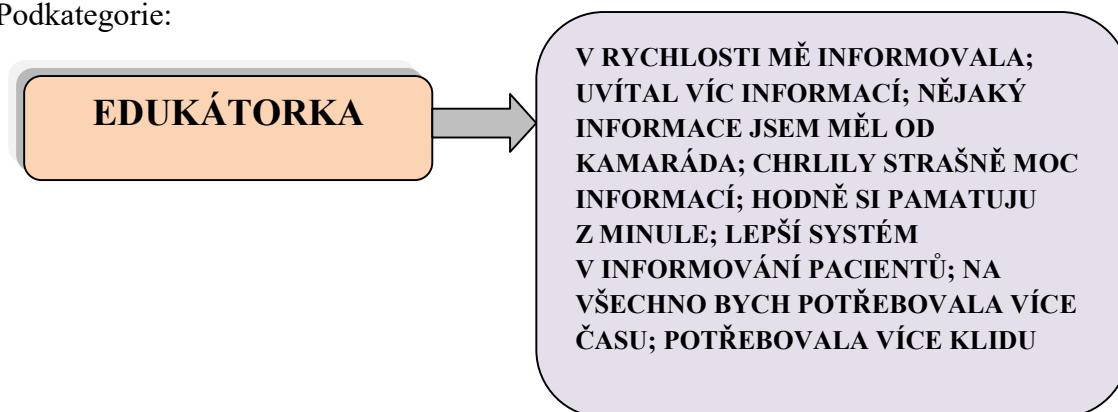 Podkategorie:
EDUKÁTORKA
V RYCHLOSTI MĚ INFORMOVALA;
UVÍTAL VÍC INFORMACÍ; NĚJAKÝ
INFORMACE JSEM MĚL OD
KAMARÁDA; CHRLILY STRAŠNĚ MOC
INFORMACÍ; HODNĚ SI PAMATUJU
Z MINULE; LEPŠÍ SYSTÉM
V INFORMOVÁNÍ PACIENTŮ; NA
VŠECHNO BYCH POTŘEBOVALA VÍCE
ČASU; POTŘEBOVALA VÍCE KLIDU